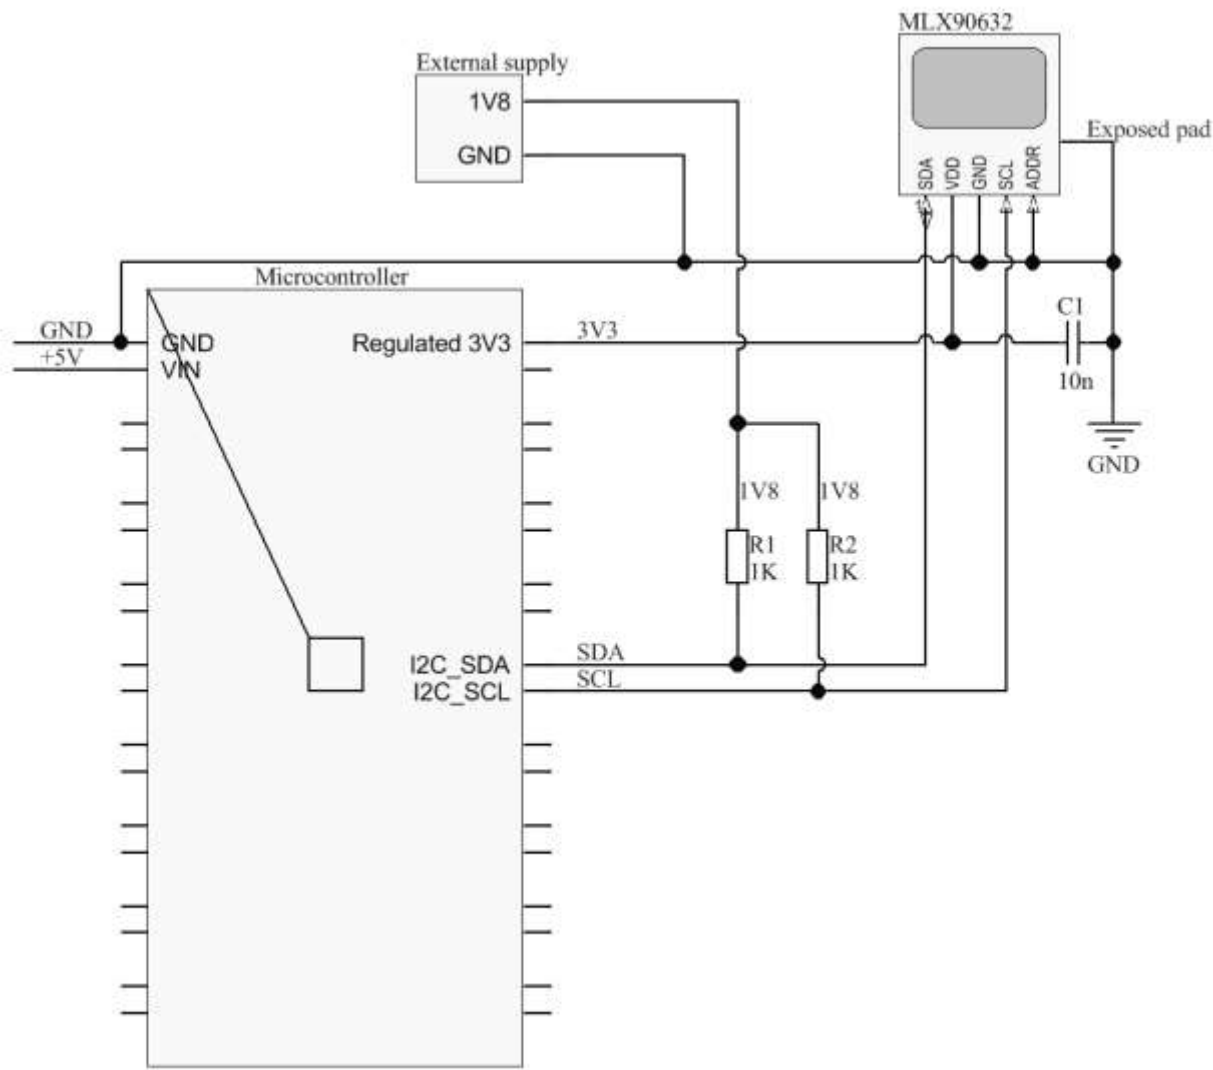 MLX90632
External supply
1V8
GND
Exposed pad
SDA
VDD
GND
SCL
ADDR
Microcontroller
GND
+5V
GND
VIN
Regulated 3V3
3V3
C1
10n
GND
1V8
1V8
R1
1K
R2
1K
I2C_SDA
I2C_SCL
SDA
SCL